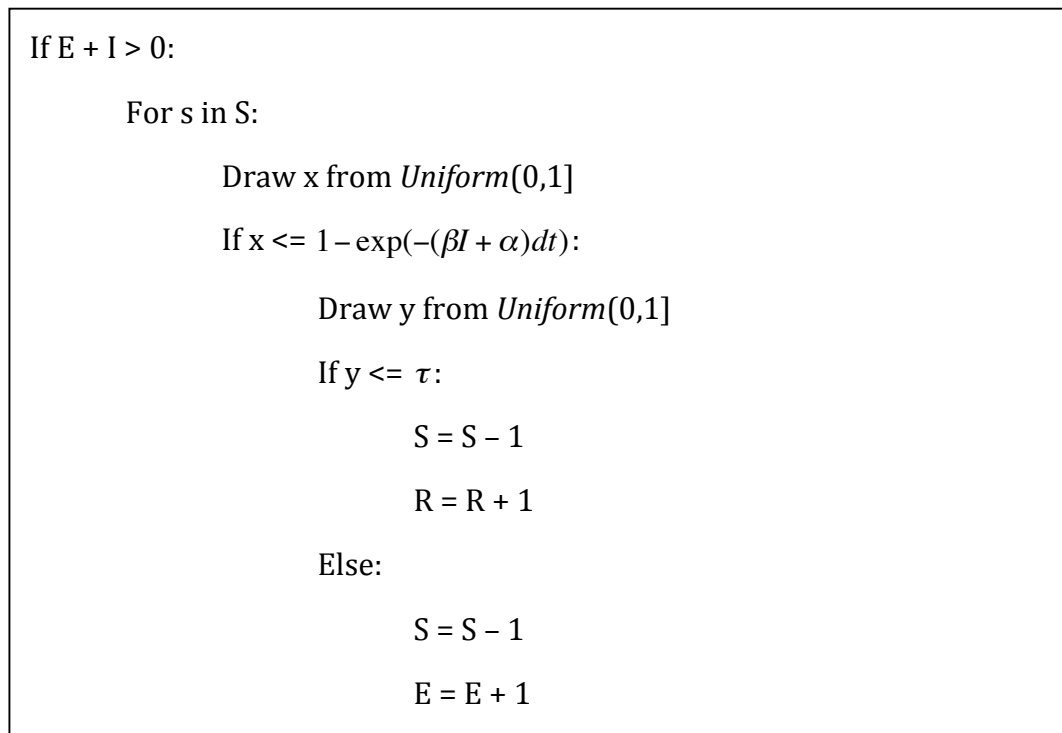 If E + I > 0:
For s in S:
Draw x from Uniform(0,1]
If x <= 1 – exp(–(βI + α)dt):
Draw y from Uniform(0,1]
If y <= τ:
S = S – 1
R = R + 1
Else:
S = S – 1
E = E + 1